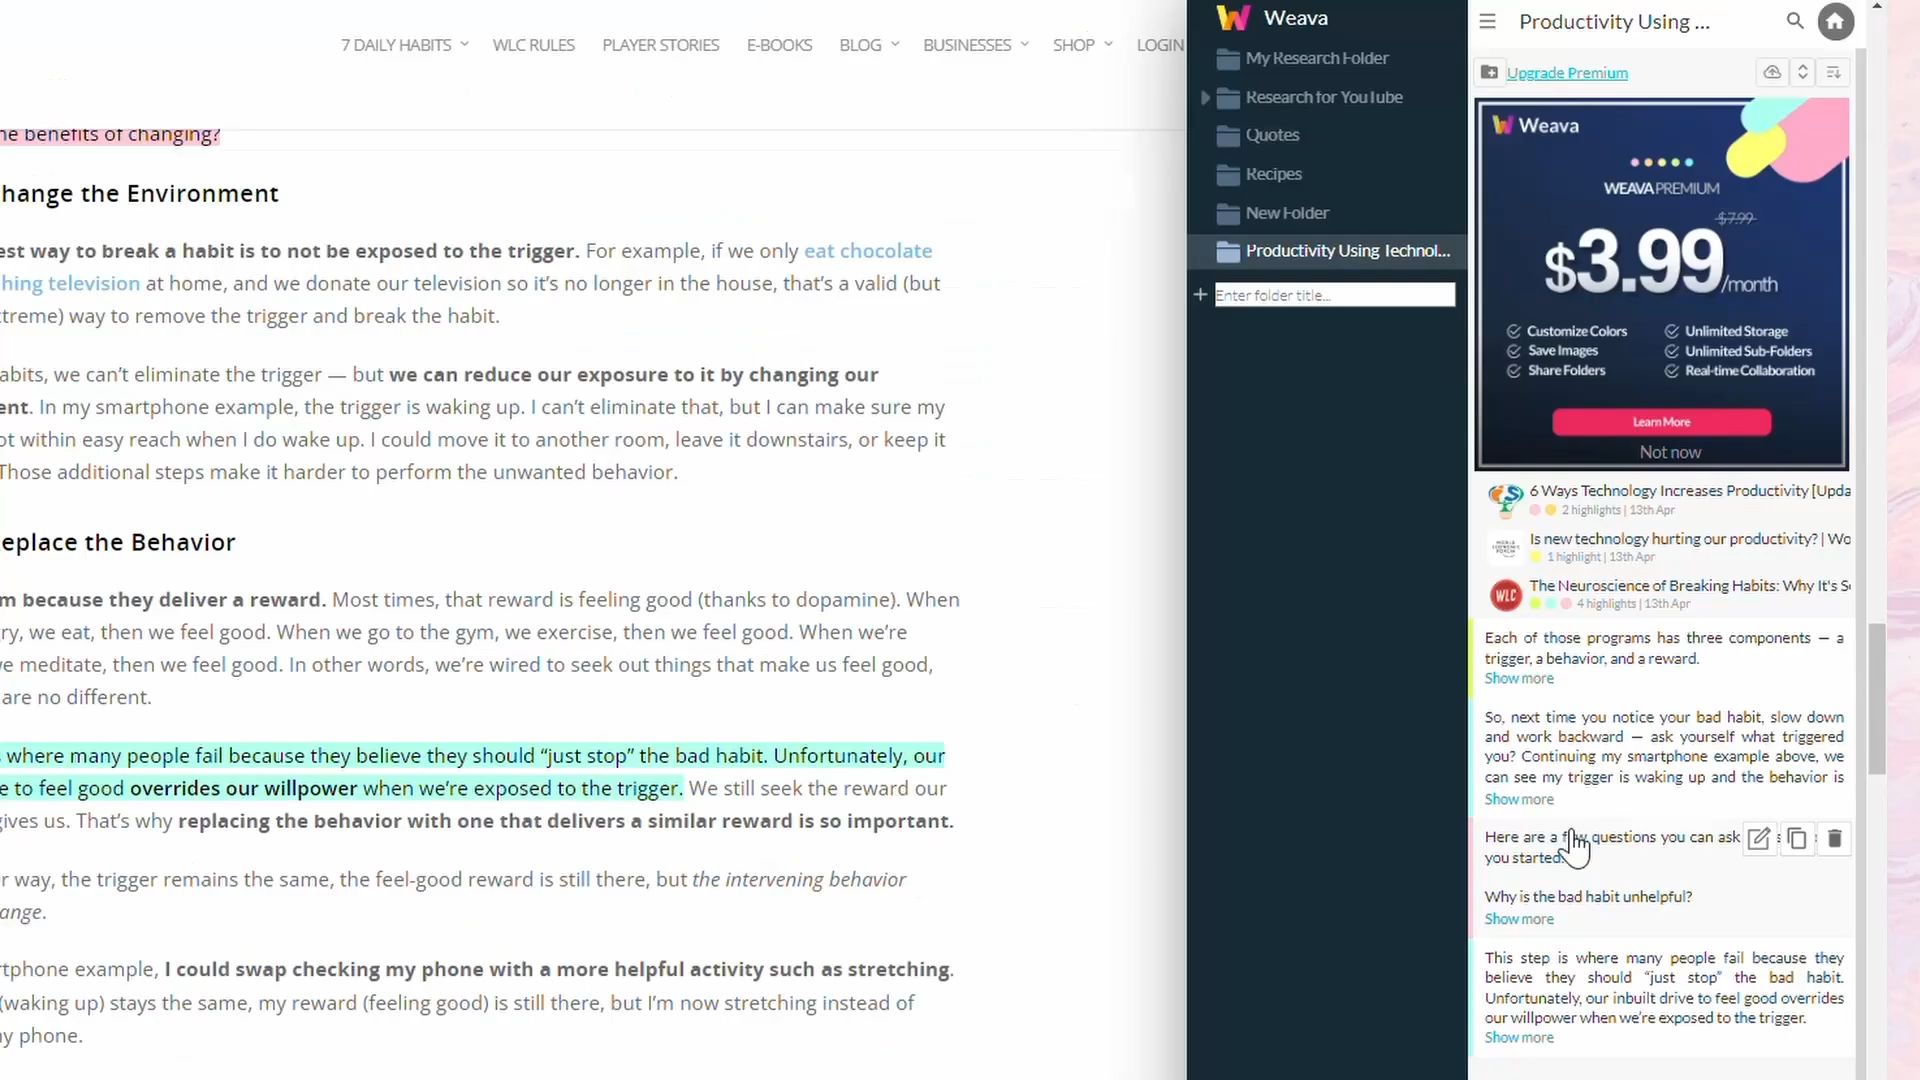 7 DAILY HABITS
WLC RULES
PLAYER STORIES
E-BOOKS
BLOG
BUSINESSES
SHOP
LOGIN
he benefits of changing?
hange the Environment
est way to break a habit is to not be exposed to the trigger. For example, if we only eat chocolate
hing television at home, and we donate our television so it’s no longer in the house, that’s a valid (but
treme) way to remove the trigger and break the habit.
abits, we can’t eliminate the trigger — but we can reduce our exposure to it by changing our
ent. In my smartphone example, the trigger is waking up. I can’t eliminate that, but I can make sure my
ot within easy reach when I do wake up. I could move it to another room, leave it downstairs, or keep it
Those additional steps make it harder to perform the unwanted behavior.
eplace the Behavior
m because they deliver a reward. Most times, that reward is feeling good (thanks to dopamine). When
ry, we eat, then we feel good. When we go to the gym, we exercise, then we feel good. When we’re
ve meditate, then we feel good. In other words, we’re wired to seek out things that make us feel good,
are no different.
where many people fail because they believe they should “just stop” the bad habit. Unfortunately, our
e to feel good overrides our willpower when we’re exposed to the trigger. We still seek the reward our
gives us. That’s why replacing the behavior with one that delivers a similar reward is so important.
r way, the trigger remains the same, the feel-good reward is still there, but the intervening behavior
ange.
rtphone example, I could swap checking my phone with a more helpful activity such as stretching.
(waking up) stays the same, my reward (feeling good) is still there, but I’m now stretching instead of
ny phone.
Weava
My Research Folder
Research for YouTube
Quotes
Recipes
New Folder
Productivity Using Technol...
+ Enter folder title...
Productivity Using ...
Upgrade Premium
Weava
WEAVA PREMIUM
$7.99
$3.99/month
Customize Colors
Unlimited Storage
Save Images
Unlimited Sub-Folders
Share Folders
Real-time Collaboration
Learn More
Not now
6 Ways Technology Increases Productivity [Upda
2 highlights | 13th Apr
WORLD ECONOMIC FORUM
Is new technology hurting our productivity? | Wo
1 highlight | 13th Apr
WLC
The Neuroscience of Breaking Habits: Why It's S
4 highlights | 13th Apr
Each of those programs has three components — a
trigger, a behavior, and a reward.
Show more
So, next time you notice your bad habit, slow down
and work backward — ask yourself what triggered
you? Continuing my smartphone example above, we
can see my trigger is waking up and the behavior is
Show more
Here are a few questions you can ask
you started:
Why is the bad habit unhelpful?
Show more
This step is where many people fail because they
believe they should “just stop” the bad habit.
Unfortunately, our inbuilt drive to feel good overrides
our willpower when we’re exposed to the trigger.
Show more